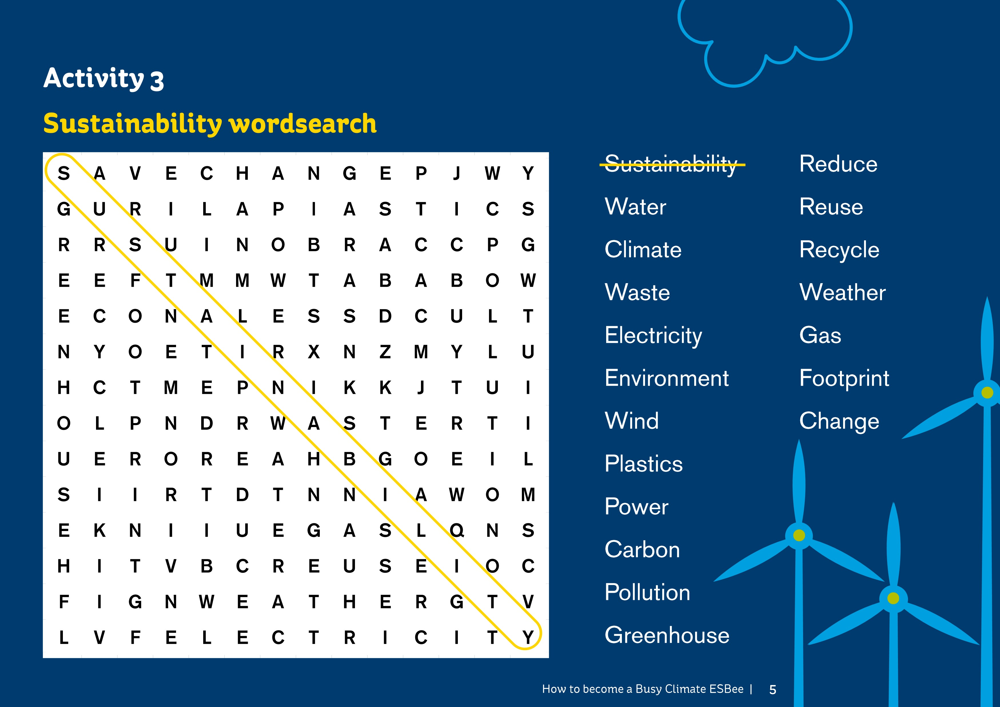 Activity 3
Sustainability wordsearch
S A V E C H A N G E P J W Y
G U R I L A P I A S T I C S
R R S U I N O B R A C C P G
E E F T M M W T A B A B O W
E C O N A L E S S D C U L T
N Y O E T I R X N Z M Y L U
H C T M E P N I K K J T U I
O L P N D R W A S T E R T I
U E R O R E A H B G O E I L
S I I R T D T N N I A W O M
E K N I I U E G A S L Q N S
H I T V B C R E U S E I O C
F I G N W E A T H E R G T V
L V F E L E C T R I C I T Y
Sustainability
Water
Climate
Waste
Electricity
Environment
Wind
Plastics
Power
Carbon
Pollution
Greenhouse
Reduce
Reuse
Recycle
Weather
Gas
Footprint
Change
How to become a Busy Climate ESBee | 5